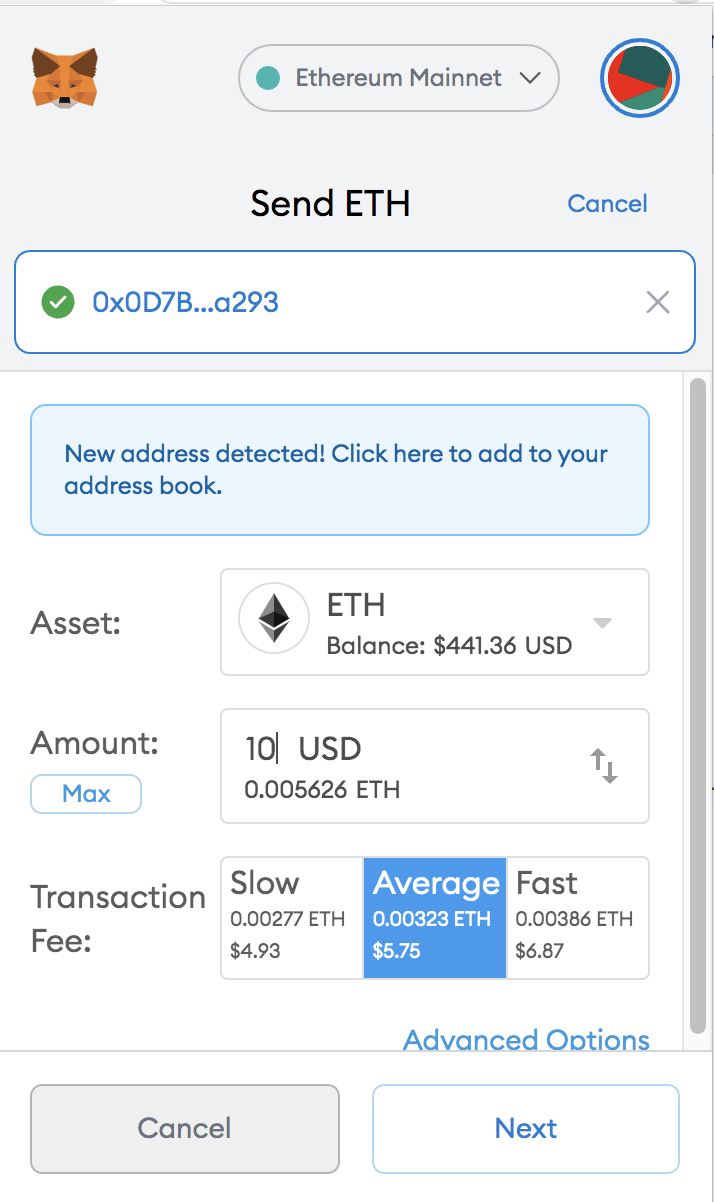 Ethereum Mainnet
Send ETH
Cancel
0x0D7B...a293
New address detected! Click here to add to your
address book.
Asset:
ETH
Balance: $441.36 USD
Amount:
Max
10 USD
0.005626 ETH
Transaction
Fee:
Slow
0.00277 ETH
$4.93
Average
0.00323 ETH
$5.75
Fast
0.00386 ETH
$6.87
Advanced Options
Cancel
Next